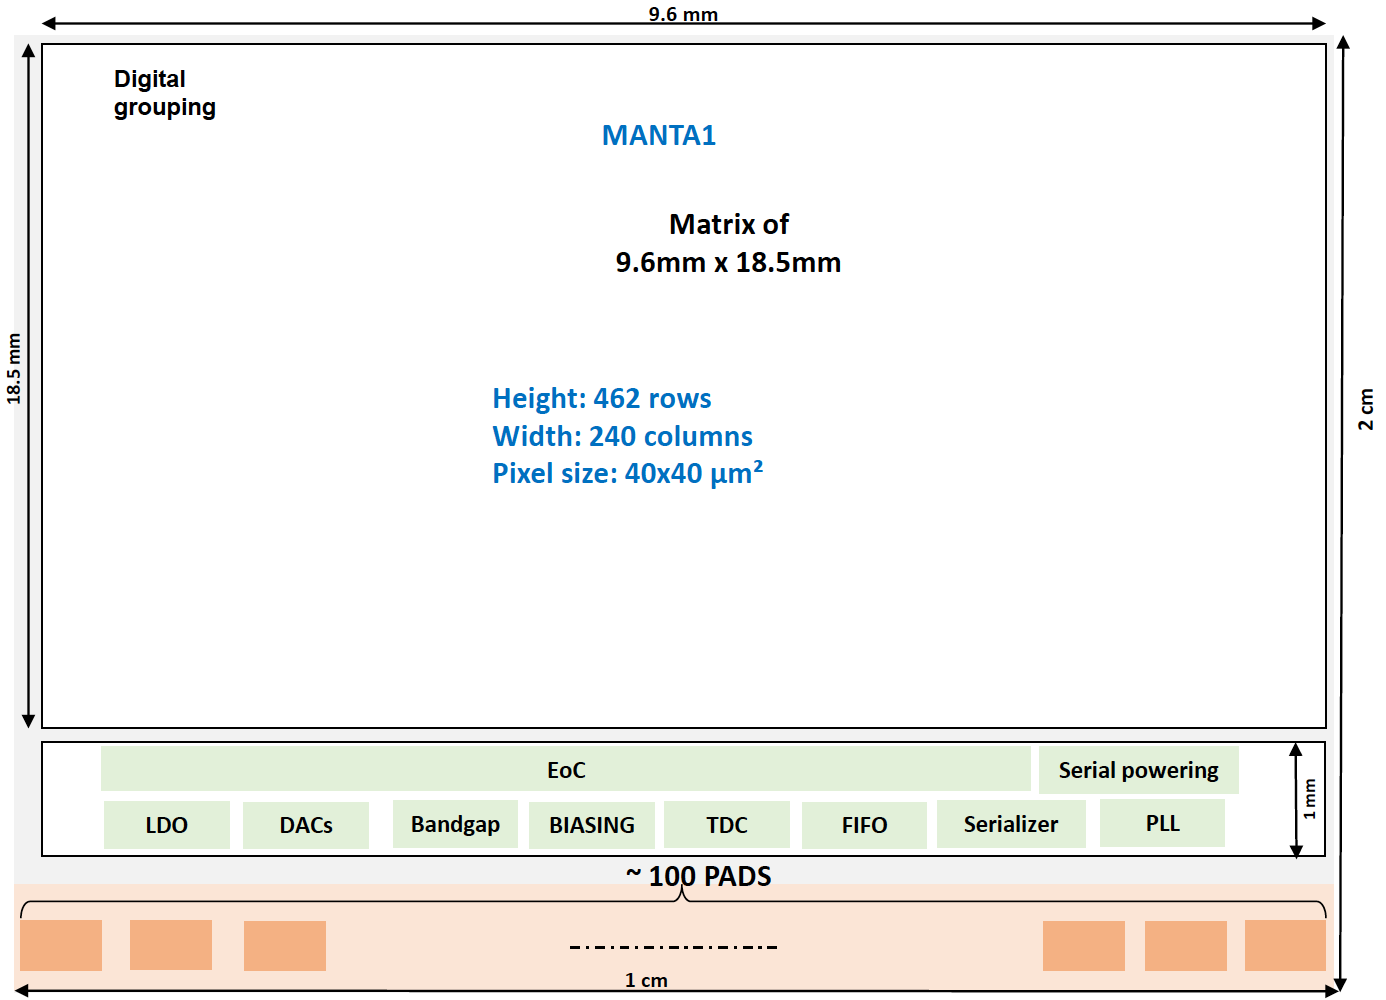 9.6 mm
Digital
grouping
MANTA1
Matrix of
9.6mm x 18.5mm
18.5 mm
Height: 462 rows
Width: 240 columns
Pixel size: 40x40 µm²
2 cm
EoC
Serial powering
LDO
DACs
Bandgap
BIASING
TDC
FIFO
Serializer
PLL
1 mm
~ 100 PADS
1 cm